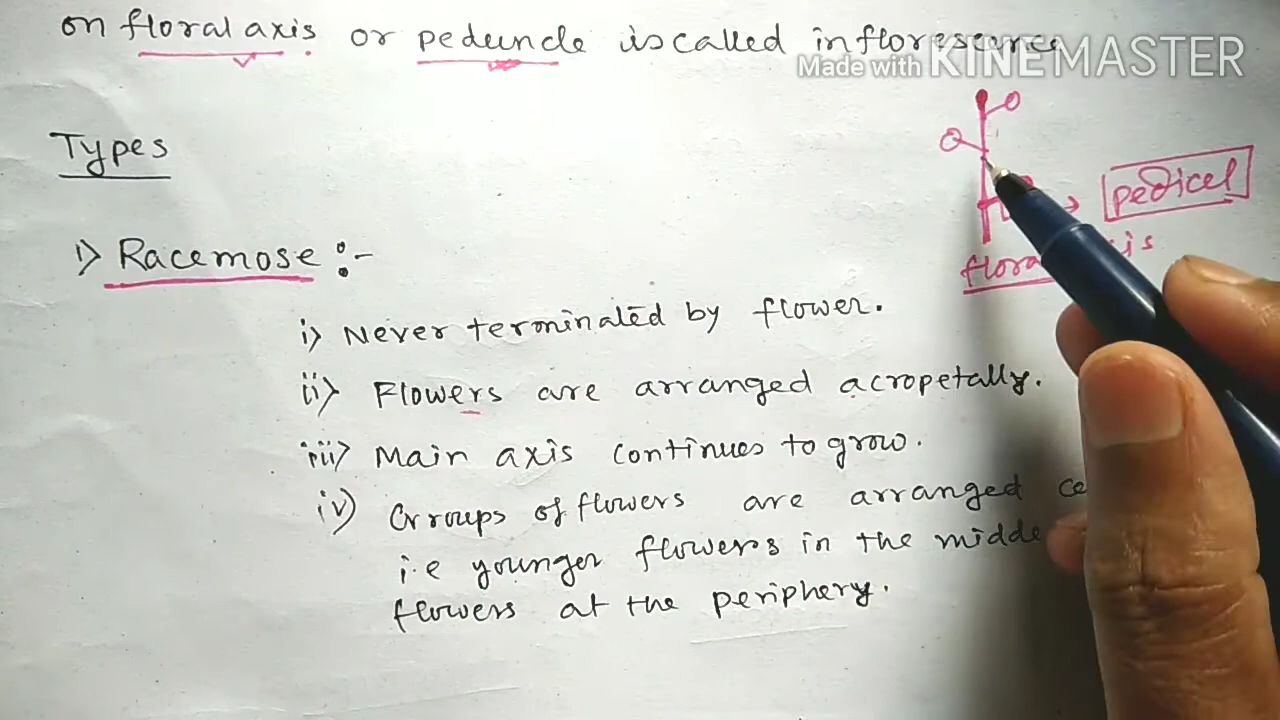 on floral axis or peduncle is called inflorescence
Made with KINEMASTER
Types
pedicel
i) Racemose :-
i) Never terminated by flower.
ii) Flowers are arranged acropetally.
iii) Main axis continues to grow.
iv) Groups of flowers are arranged
i.e younger flowers in the midde
flowers at the periphery.